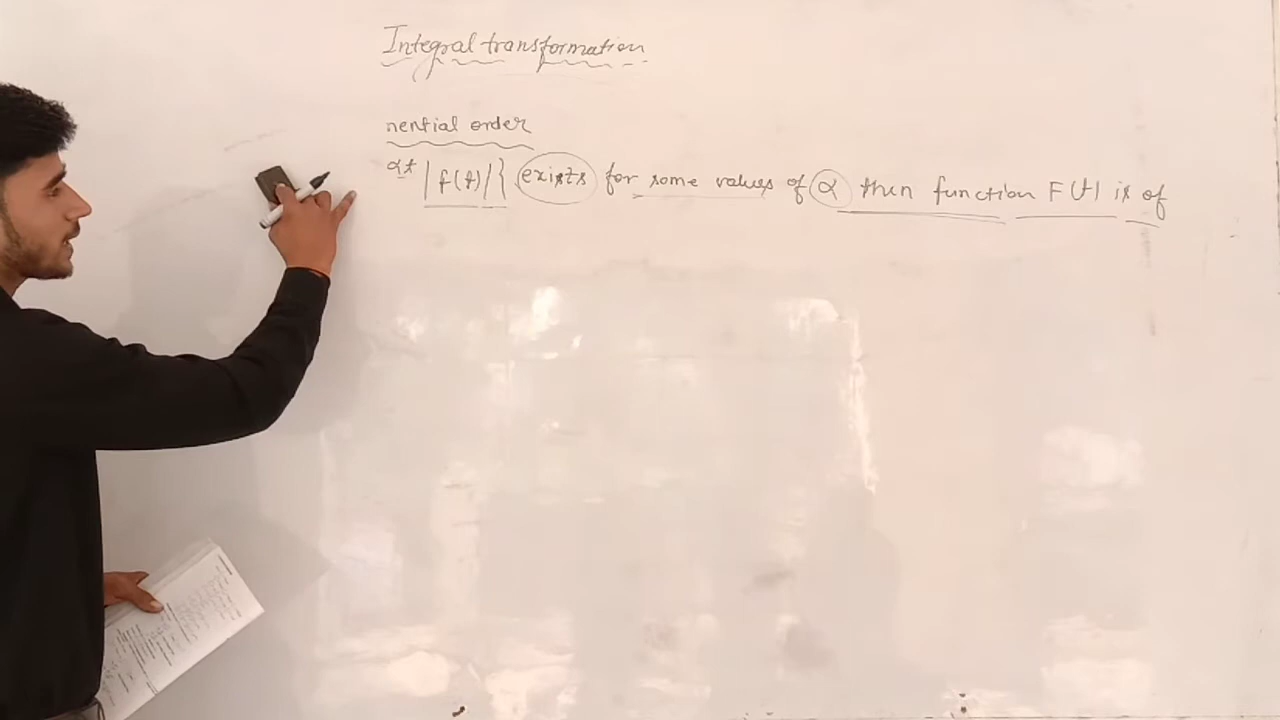 Integral transformation
nential order
αt |f(t)|} exists for some values of α then function F(t) is of